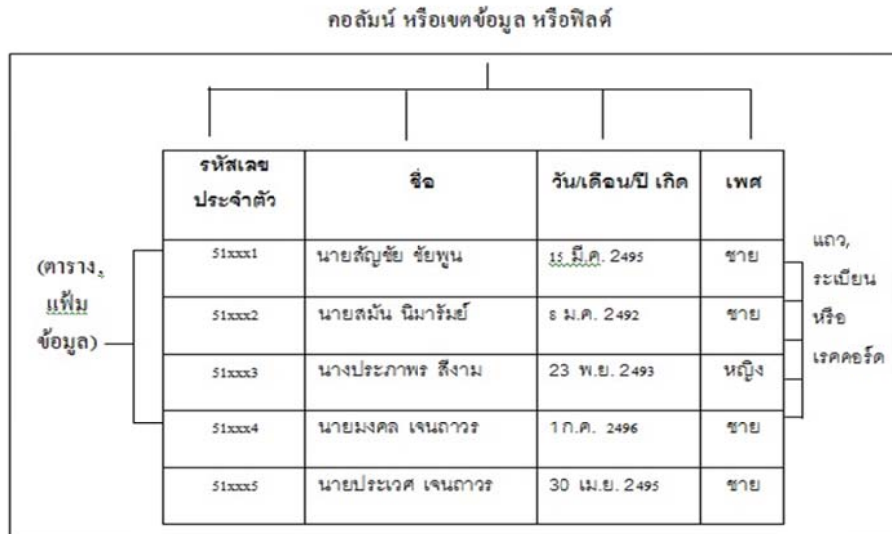 คอลัมน์ หรือเขตข้อมูล หรือฟิลด์
รหัสเลข ชื่อ วัน/เดือน/ปี เกิด เพศ
ประจำตัว
51xxx1 นายสัญชัย ชัยพูน 15 มี.ค. 2495 ชาย
51xxx2 นายสมัน นิมารัมย์ 8 ม.ค. 2492 ชาย
51xxx3 นางประภาพร สีงาม 23 พ.ย. 2493 หญิง
51xxx4 นายมงคล เจนถาวร 1 ก.ค. 2496 ชาย
51xxx5 นายประเวศ เจนถาวร 30 เม.ย. 2495 ชาย
(ตาราง,
แฟ้ม
ข้อมูล)
แถว,
ระเบียน
หรือ
เรคคอร์ด